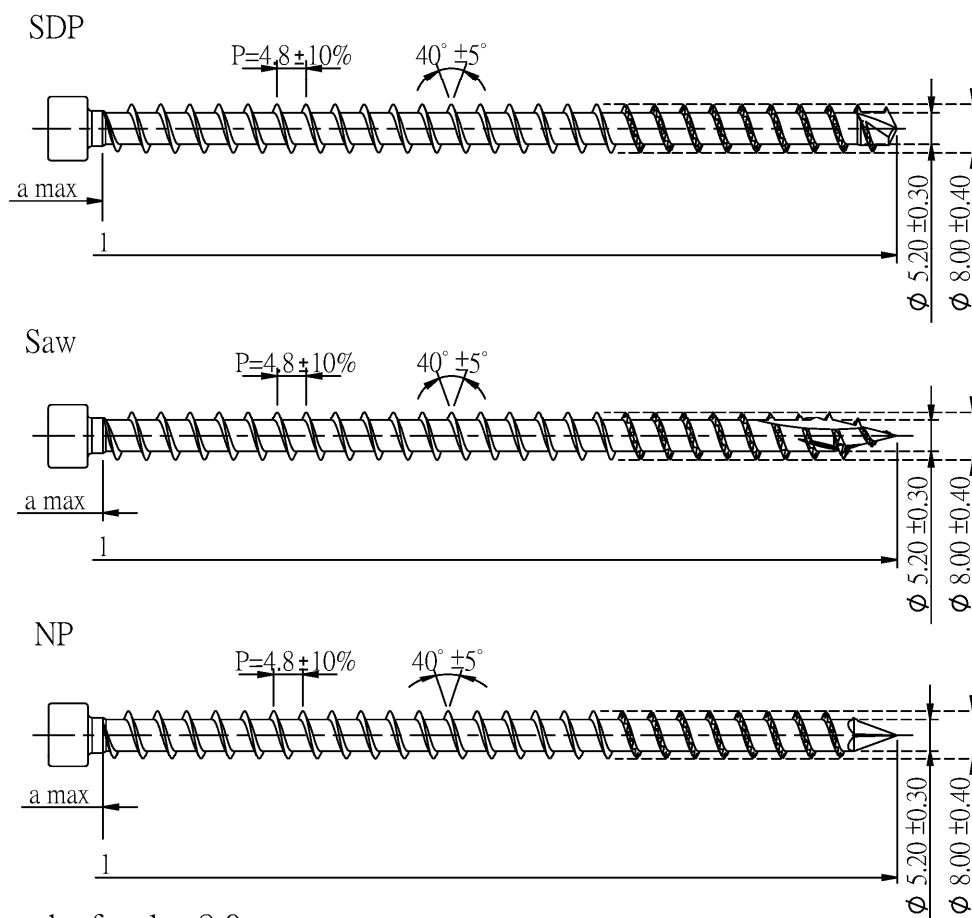 SDP
P=4.8±10%
40° ±5°
a max
l
ϕ 5.20 ±0.30
ϕ 8.00 ±0.40
Saw
P=4.8±10%
40° ±5°
a max
l
ϕ 5.20 ±0.30
ϕ 8.00 ±0.40
NP
P=4.8±10%
40° ±5°
a max
l
ϕ 5.20 ±0.30
ϕ 8.00 ±0.40